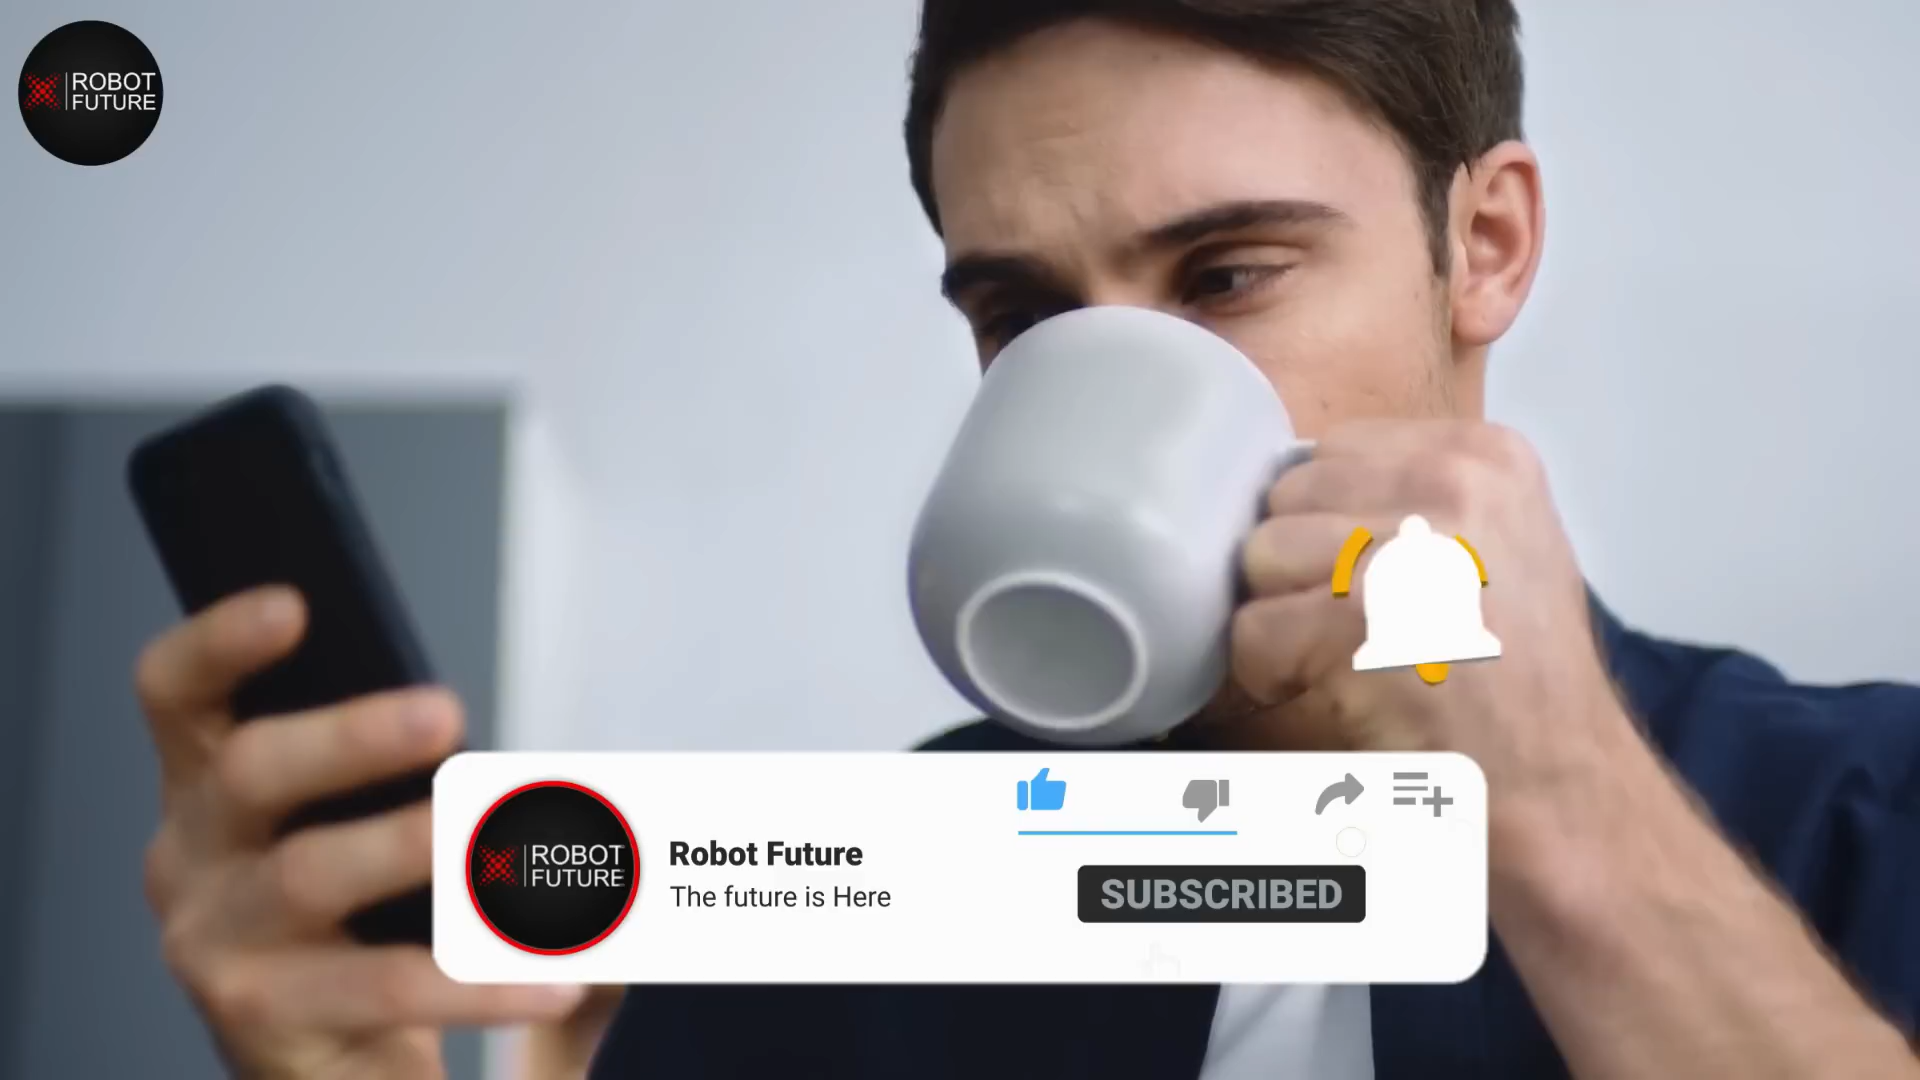 ROBOT
FUTURE
ROBOT
FUTURE
Robot Future
The future is Here
SUBSCRIBED